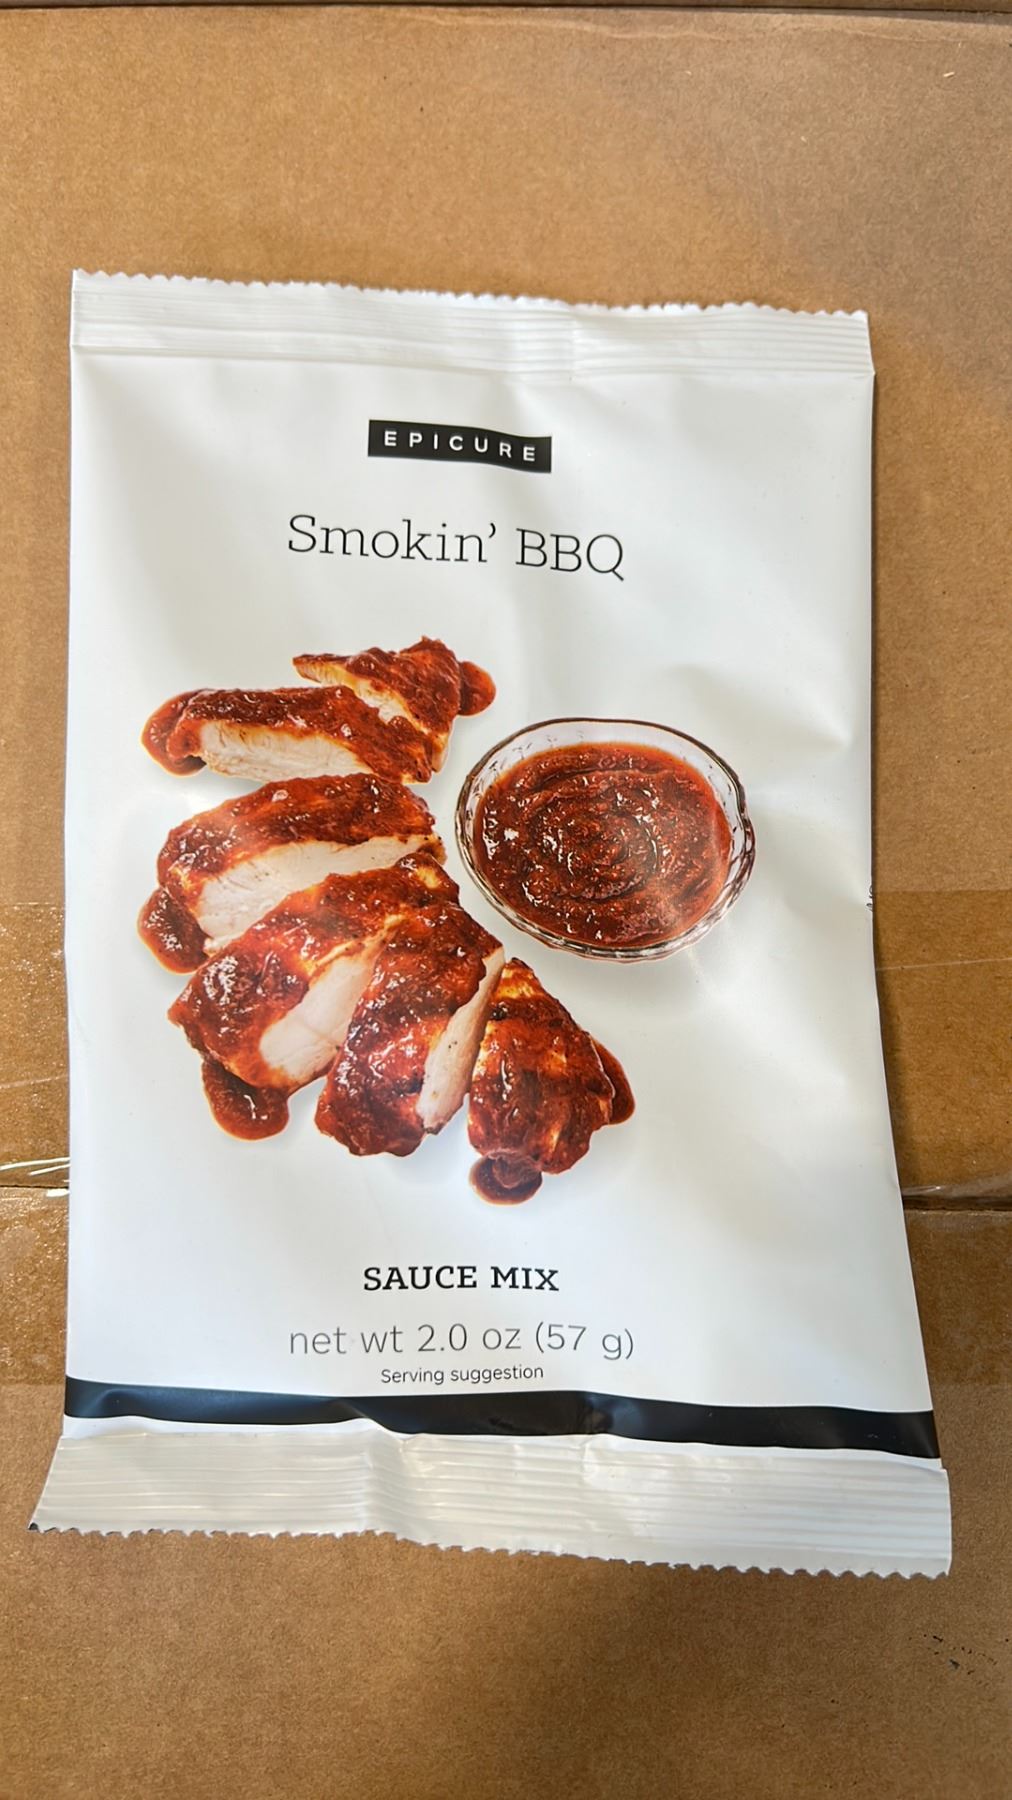 EPICURE
Smokin' BBQ
SAUCE MIX
net wt 2.0 oz (57 g)
Serving suggestion